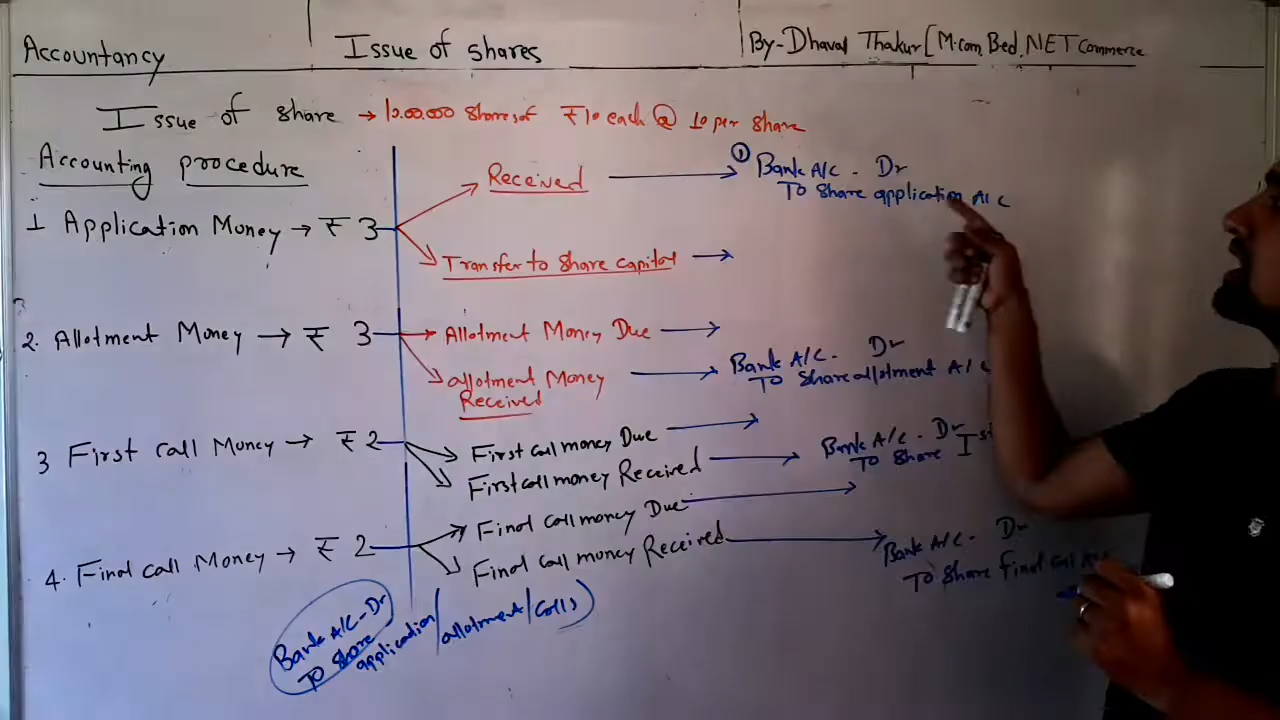 Accountancy
Issue of shares
By-Dhaval Thakur [M.com, Bed, NET Commerce
Issue of share → 10,00,000 Shares of ₹10 each @ 10 per share
Accounting procedure
1 Application Money → ₹ 3
Received →
① Bank A/C - Dr
To Share application A/C
Transfer to share capital →
2. Allotment Money → ₹ 3
→ Allotment Money Due →
allotment Money Received →
Bank A/C - Dr
To Share allotment A/C
3 First call Money → ₹ 2
First call money Due →
First call money Received →
Bank A/C - Dr
To Share Ist
4. Final call Money → ₹ 2
Final call money Due →
Final call money Received →
Bank A/C - Dr
To Share final call
Bank A/C - Dr
To Share application/allotment/Calls)